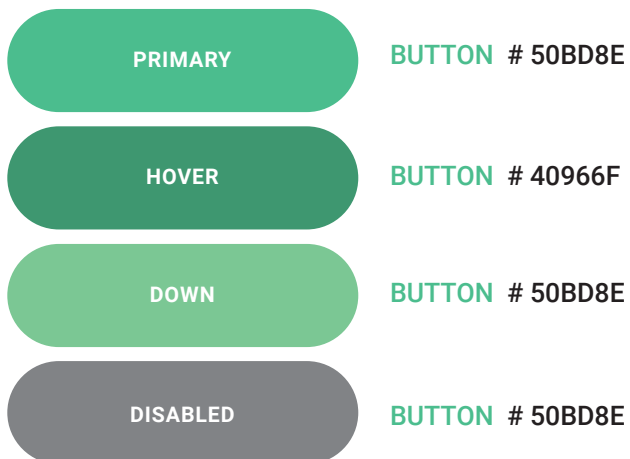 PRIMARY BUTTON # 50BD8E
HOVER BUTTON # 40966F
DOWN BUTTON # 50BD8E
DISABLED BUTTON # 50BD8E